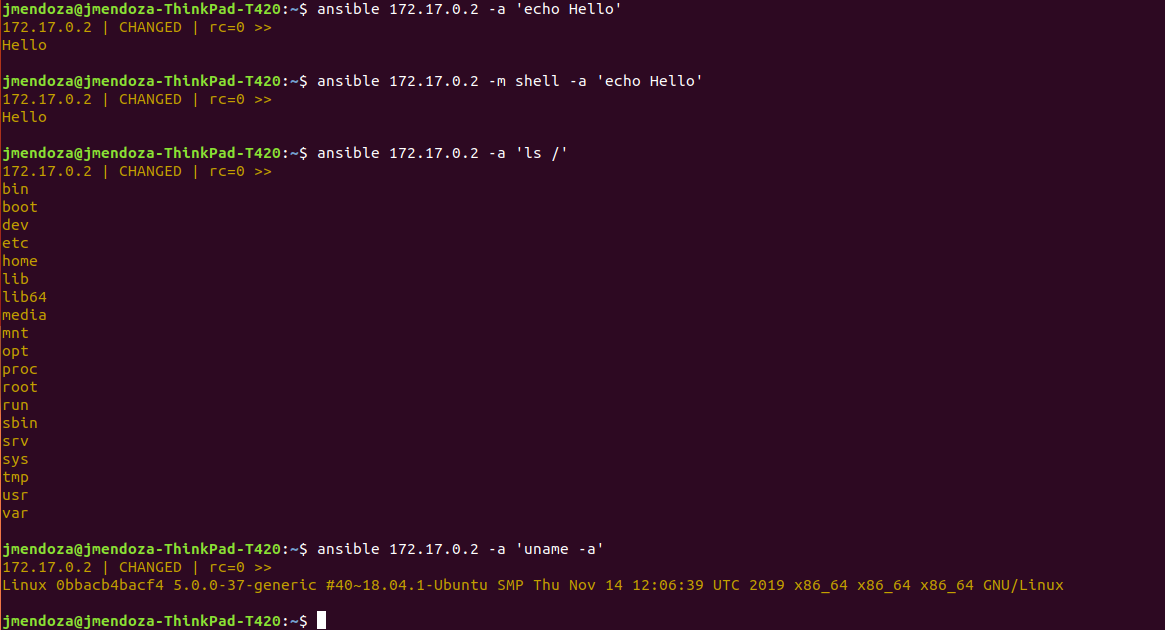 jmendoza@jmendoza-ThinkPad-T420:~$ ansible 172.17.0.2 -a 'echo Hello'
172.17.0.2 | CHANGED | rc=0 >>
Hello
jmendoza@jmendoza-ThinkPad-T420:~$ ansible 172.17.0.2 -m shell -a 'echo Hello'
172.17.0.2 | CHANGED | rc=0 >>
Hello
jmendoza@jmendoza-ThinkPad-T420:~$ ansible 172.17.0.2 -a 'ls /'
172.17.0.2 | CHANGED | rc=0 >>
bin
boot
dev
etc
home
lib
lib64
media
mnt
opt
proc
root
run
sbin
srv
sys
tmp
usr
var
jmendoza@jmendoza-ThinkPad-T420:~$ ansible 172.17.0.2 -a 'uname -a'
172.17.0.2 | CHANGED | rc=0 >>
Linux 0bbacb4bacf4 5.0.0-37-generic #40~18.04.1-Ubuntu SMP Thu Nov 14 12:06:39 UTC 2019 x86_64 x86_64 x86_64 GNU/Linux
jmendoza@jmendoza-ThinkPad-T420:~$